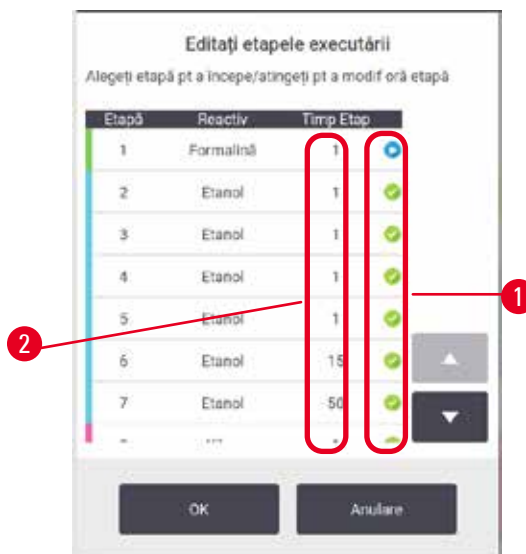 Editați etapele executării
Alegeți etapă pt a începe/atingeți pt a modif oră etapă
Etapă Reactiv Timp Etap
1 Formalină 1
2 Etanol 1
3 Etanol 1
4 Etanol 1
5 Etanol 1
6 Etanol 15
7 Etanol 50
OK Anulare
1
2